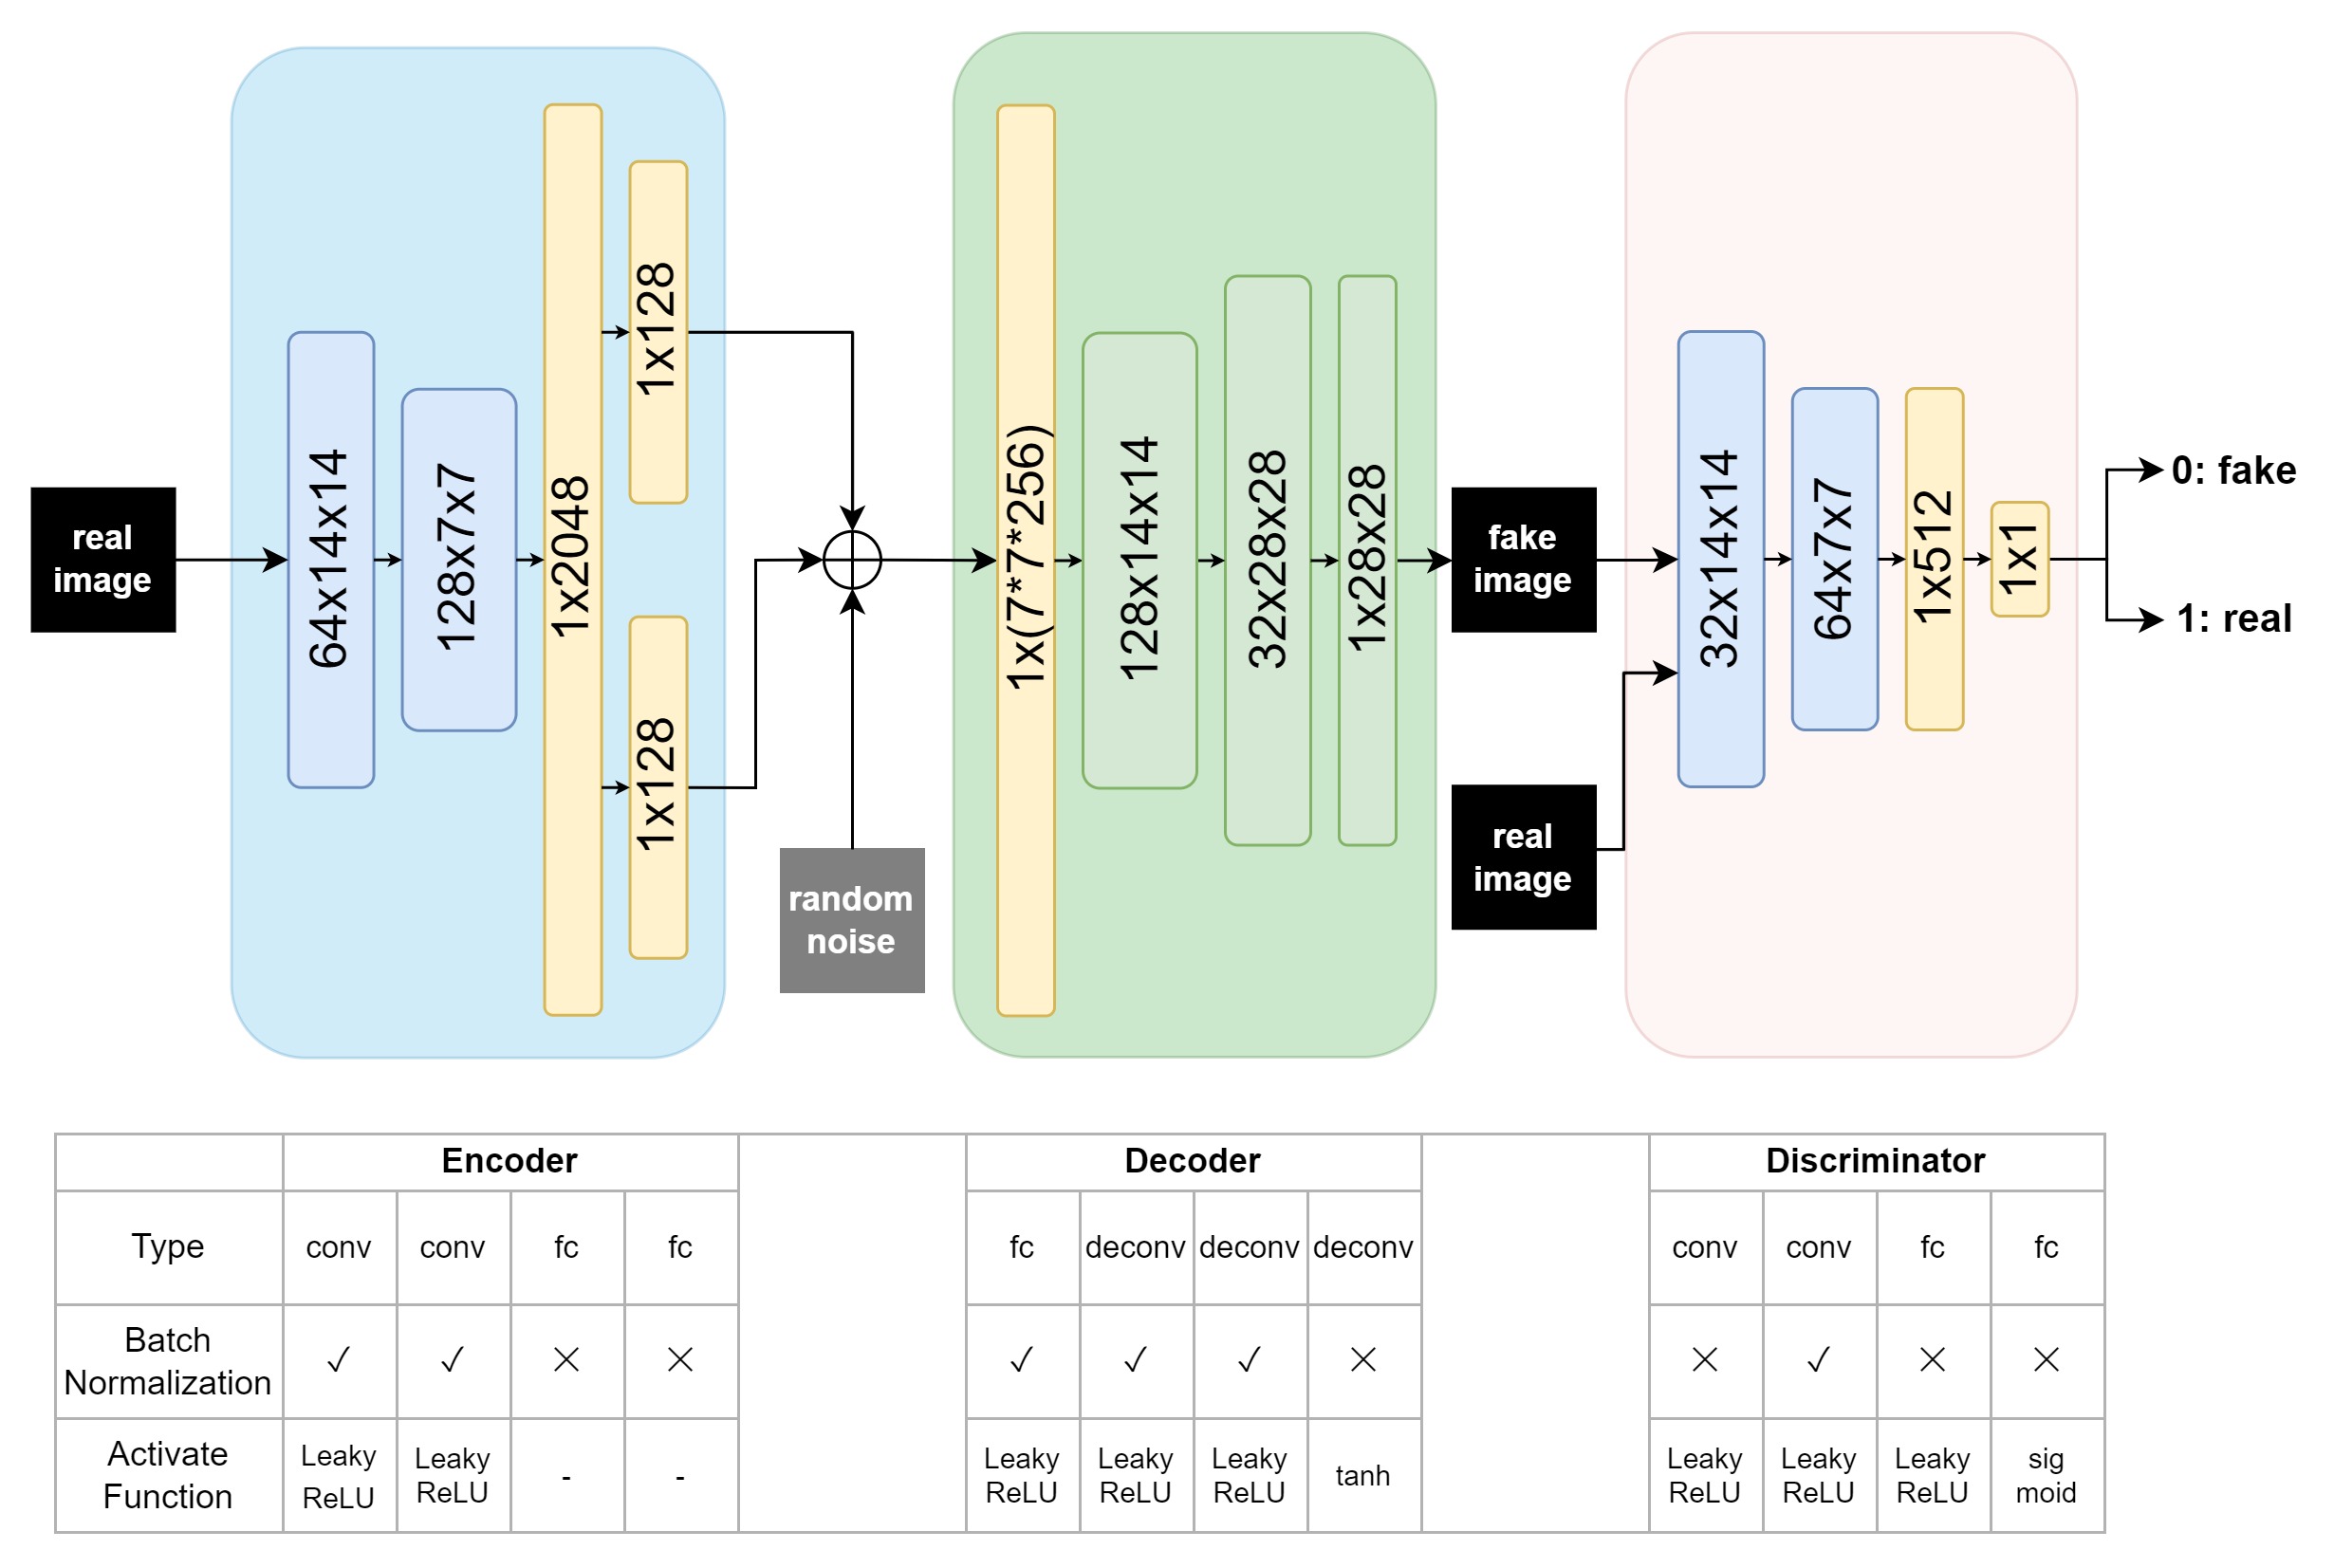 real
image
64x14x14
128x7x7
1x2048
1x128
1x128
random
noise
1x(7*7*256)
128x14x14
32x28x28
1x28x28
fake
image
real
image
32x14x14
64x7x7
1x512
1x1
0: fake
1: real
Encoder
Decoder
Discriminator
Type
conv
conv
fc
fc
fc
deconv
deconv
deconv
conv
conv
fc
fc
Batch
Normalization
✓
✓
×
×
✓
✓
✓
×
×
✓
×
×
Activate
Function
Leaky
ReLU
Leaky
ReLU
-
-
Leaky
ReLU
Leaky
ReLU
Leaky
ReLU
tanh
Leaky
ReLU
Leaky
ReLU
Leaky
ReLU
sig
moid